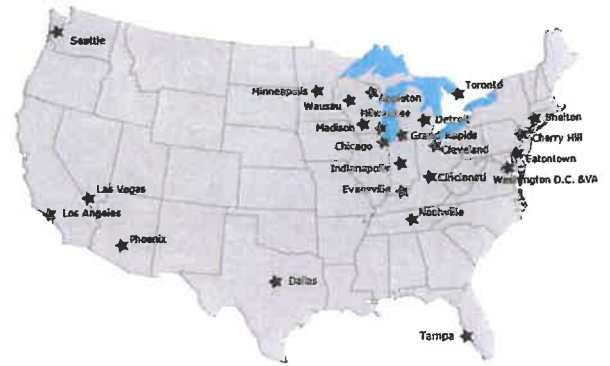 Seattle
Minneapolis
Wausau
Appleton
Toronto
Milwaukee
Madison
Detroit
Shelton
Chicago
Grand Rapids
Cherry Hill
Cleveland
Eatontown
Indianapolis
Cincinnati
Washington D.C. &VA
Las Vegas
Evansville
Los Angeles
Nashville
Phoenix
Dallas
Tampa